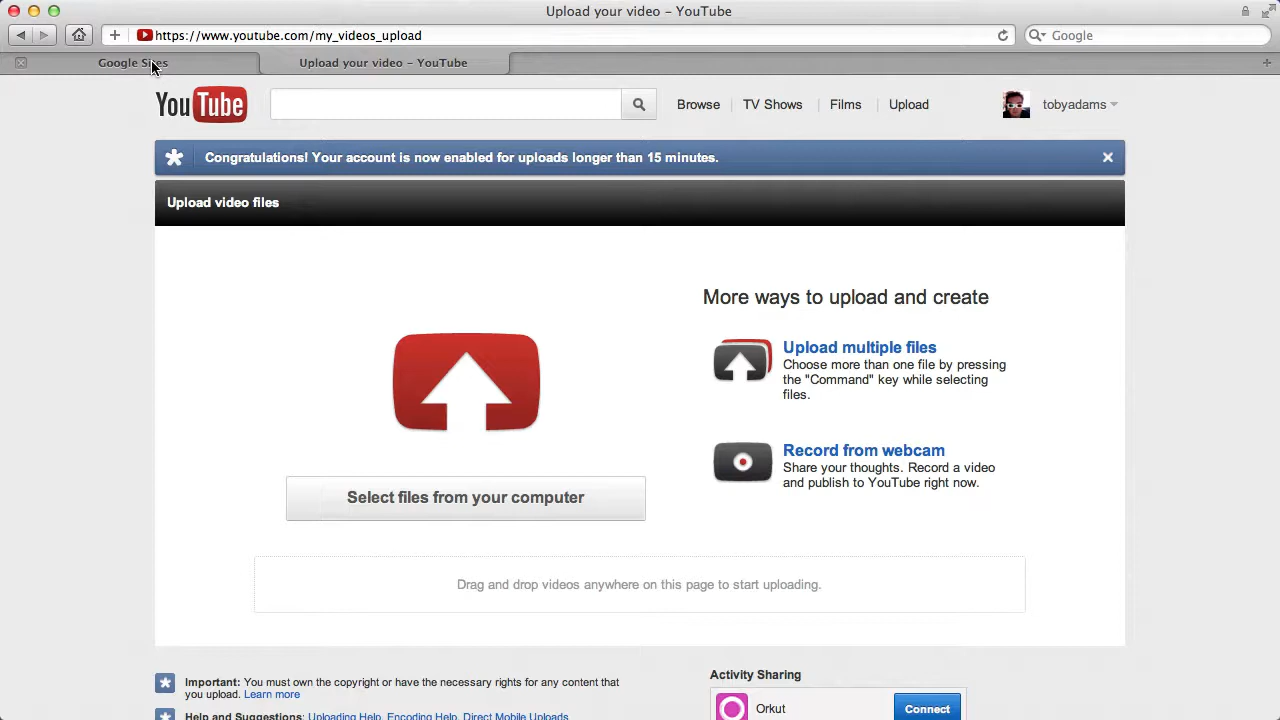 Upload your video – YouTube
https://www.youtube.com/my_videos_upload
Google
Google Sites
Upload your video – YouTube
YouTube
Browse
TV Shows
Films
Upload
tobyadams
Congratulations! Your account is now enabled for uploads longer than 15 minutes.
Upload video files
More ways to upload and create
Upload multiple files
Choose more than one file by pressing
the "Command" key while selecting
files.
Record from webcam
Share your thoughts. Record a video
and publish to YouTube right now.
Select files from your computer
Drag and drop videos anywhere on this page to start uploading.
Important: You must own the copyright or have the necessary rights for any content that
you upload. Learn more
Help and Suggestions: Uploading Help, Encoding Help, Direct Mobile Uploads
Activity Sharing
Orkut
Connect